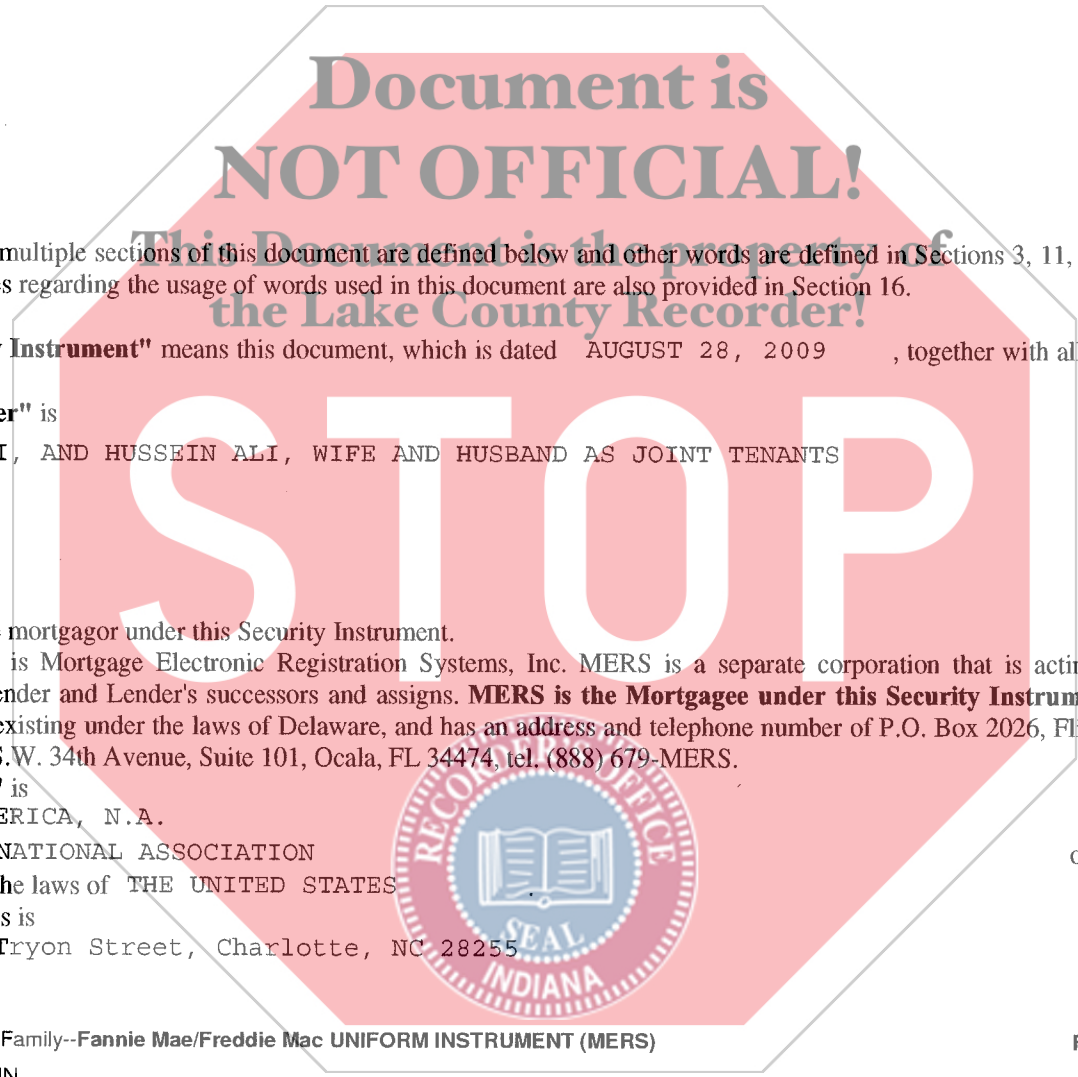 Document is
NOT OFFICIAL!
This Document is the property of
the Lake County Recorder!
STOP
multiple sections of this document are defined below and other words are defined in Sections 3, 11,
s regarding the usage of words used in this document are also provided in Section 16.
Instrument" means this document, which is dated AUGUST 28, 2009 , together with al
er" is
I, AND HUSSEIN ALI, WIFE AND HUSBAND AS JOINT TENANTS
mortgagor under this Security Instrument.
is Mortgage Electronic Registration Systems, Inc. MERS is a separate corporation that is actin
ender and Lender's successors and assigns. MERS is the Mortgagee under this Security Instrum
existing under the laws of Delaware, and has an address and telephone number of P.O. Box 2026, Fli
S.W. 34th Avenue, Suite 101, Ocala, FL 34474, tel. (888) 679-MERS.
" is
ERICA, N.A.
NATIONAL ASSOCIATION
he laws of THE UNITED STATES
s is
Tryon Street, Charlotte, NC 28255
RECORDER'S OFFICE
SEAL
INDIANA
Family--Fannie Mae/Freddie Mac UNIFORM INSTRUMENT (MERS)